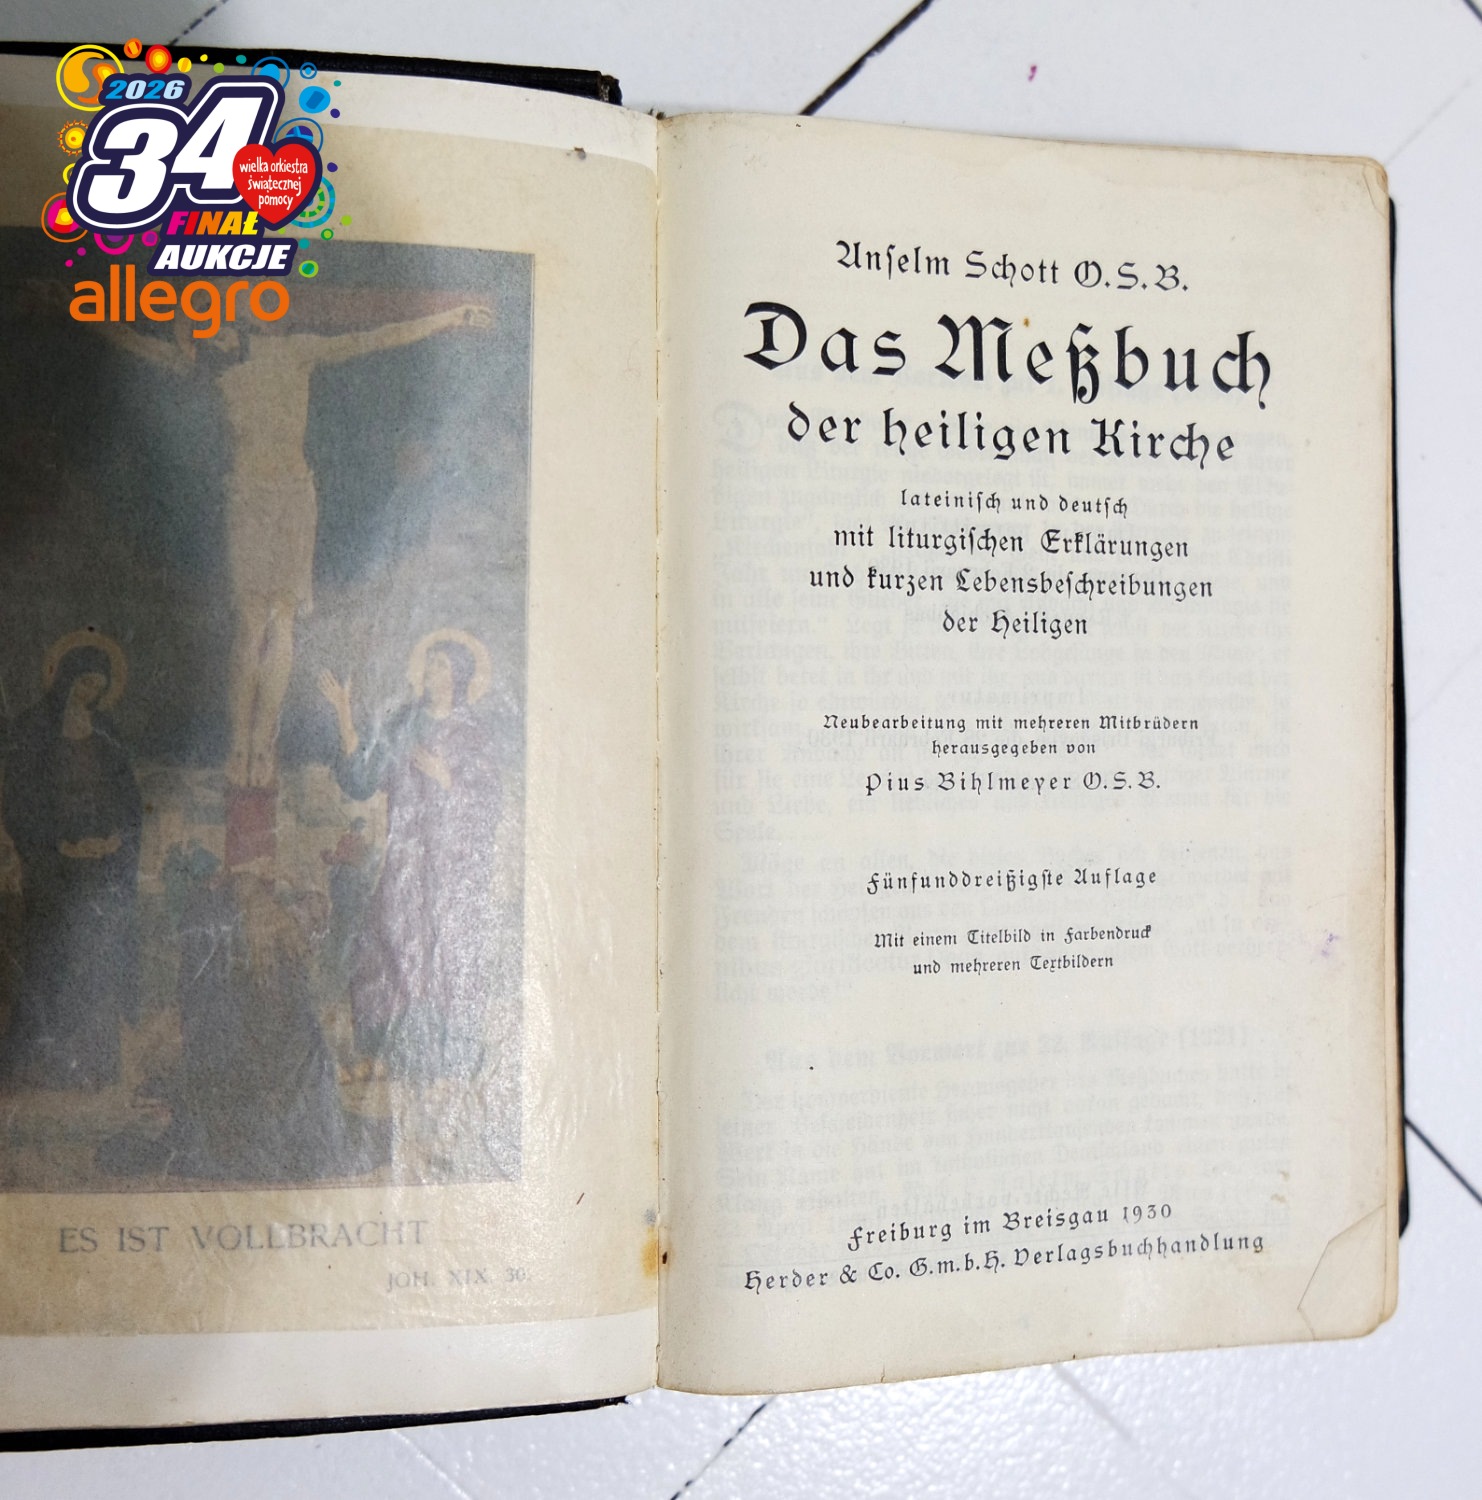 2026
34
wielka orkiestra
świątecznej
pomocy
FINAŁ
AUKCJE
allegro
ES IST VOLLBRACHT
JOH. XIX, 30.
Anſelm Schott O.S.B.
Das Meßbuch
der heiligen Kirche
lateiniſch und deutſch
mit liturgiſchen Erklärungen
und kurzen Lebensbeſchreibungen
der Heiligen
Neubearbeitung mit mehreren Mitbrüdern
herausgegeben von
Pius Bihlmeyer O.S.B.
Fünfunddreißigſte Auflage
Mit einem Titelbild in Farbendruck
und mehreren Textbildern
Freiburg im Breisgau 1930
Herder & Co. G.m.b.H. Verlagsbuchhandlung